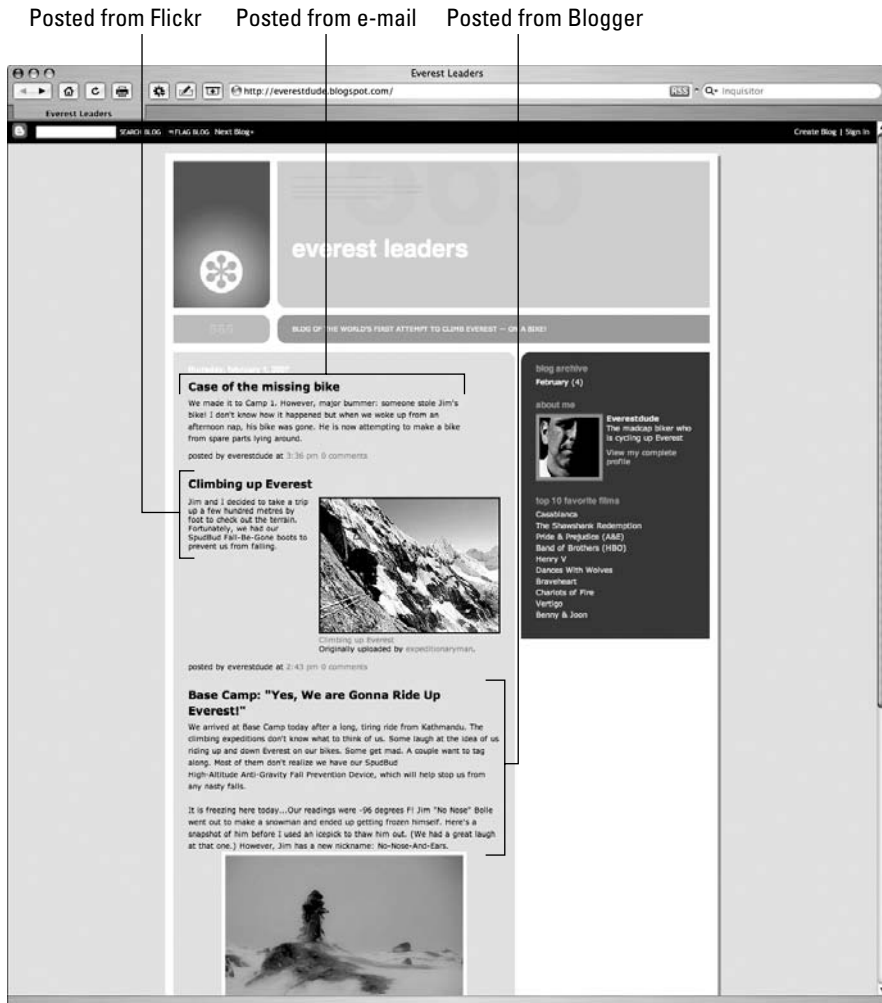 Posted from Flickr Posted from e-mail Posted from Blogger
Everest Leaders
http://everestdude.blogspot.com/
RSS
Inquisitor
Everest Leaders
SEARCH BLOG FLAG BLOG Next Blog»
Create Blog | Sign In
365
everest leaders
365
BLOG OF THE WORLD'S FIRST ATTEMPT TO CLIMB EVEREST — ON A BIKE!
Case of the missing bike
We made it to Camp 1. However, major bummer: someone stole Jim's
bike! I don't know how it happened but when we woke up from an
afternoon nap, his bike was gone. He is now attempting to make a bike
from spare parts lying around.
posted by everestdude at 3:36 pm 0 comments
Climbing up Everest
Jim and I decided to take a trip
up a few hundred metres by
foot to check out the terrain.
Fortunately, we had our
SpudBud Fall-Be-Gone boots to
prevent us from falling.
Climbing up Everest
Originally uploaded by expeditionaryman.
posted by everestdude at 2:43 pm 0 comments
Base Camp: "Yes, We are Gonna Ride Up
Everest!"
We arrived at Base Camp today after a long, tiring ride from Kathmandu. The
climbing expeditions don't know what to think of us. Some laugh at the idea of us
riding up and down Everest on our bikes. Some get mad. A couple want to tag
along. Most of them don't realize we have our SpudBud
High-Altitude Anti-Gravity Fall Prevention Device, which will help stop us from
any nasty falls.
It is freezing here today...Our readings were -96 degrees F! Jim "No Nose" Bolle
went out to make a snowman and ended up getting frozen himself. Here's a
snapshot of him before I used an icepick to thaw him out. (We had a great laugh
at that one.) However, Jim has a new nickname: No-Nose-And-Ears.
blog archive
February (4)
about me
Everestdude
The madcap biker who
is cycling up Everest
View my complete
profile
top 10 favorite films
Casablanca
The Shawshank Redemption
Pride & Prejudice (A&E)
Band of Brothers (HBO)
Henry V
Dances With Wolves
Braveheart
Chariots of Fire
Vertigo
Benny & Joon